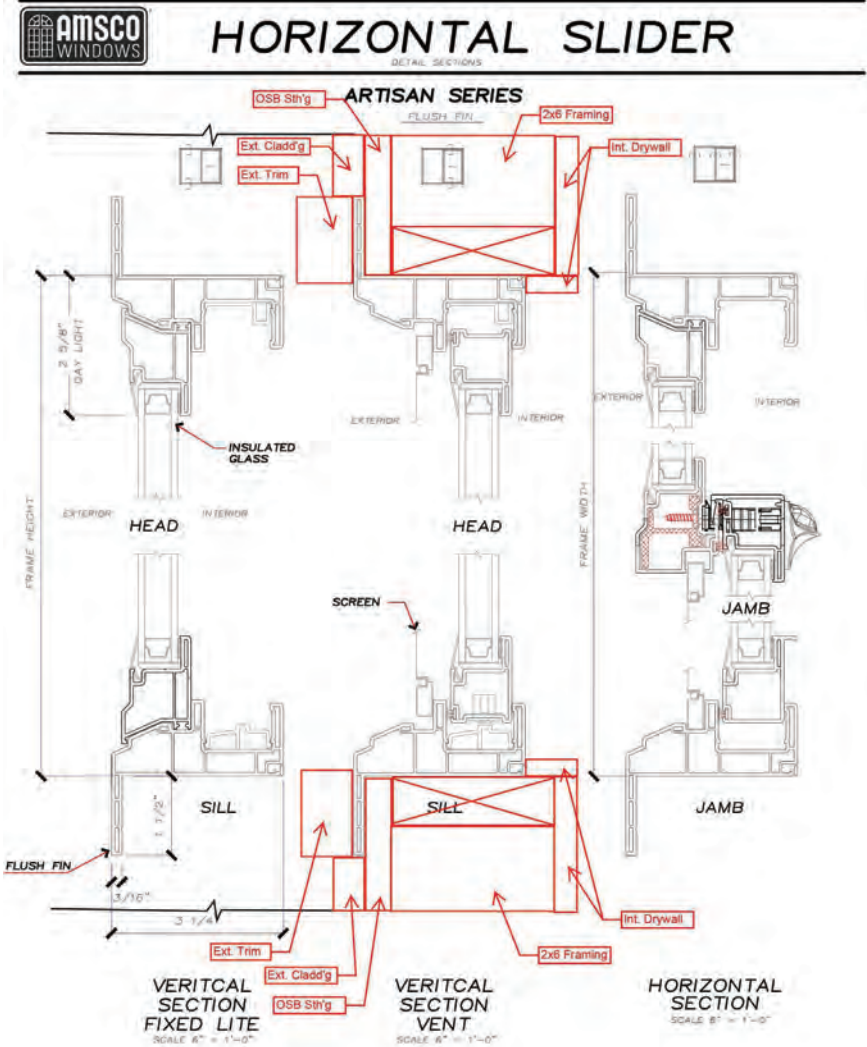 AMSCO
WINDOWS
HORIZONTAL SLIDER
DETAIL SECTIONS
ARTISAN SERIES
FLUSH FIN
OSB Sth'g
2x6 Framing
Ext. Cladd'g
Int. Drywall
Ext. Trim
2 5/8"
DAY LIGHT
EXTERIOR
INTERIOR
EXTERIOR
INTERIOR
INSULATED
GLASS
EXTERIOR
INTERIOR
HEAD
HEAD
FRAME HEIGHT
FRAME WIDTH
SCREEN
JAMB
SILL
SILL
JAMB
1 1/2"
FLUSH FIN
3/16"
3 1/4"
Int. Drywall
Ext. Trim
2x6 Framing
Ext. Cladd'g
OSB Sth'g
VERITCAL
SECTION
FIXED LITE
SCALE 6" = 1'-0"
VERITCAL
SECTION
VENT
SCALE 6" = 1'-0"
HORIZONTAL
SECTION
SCALE 6" = 1'-0"